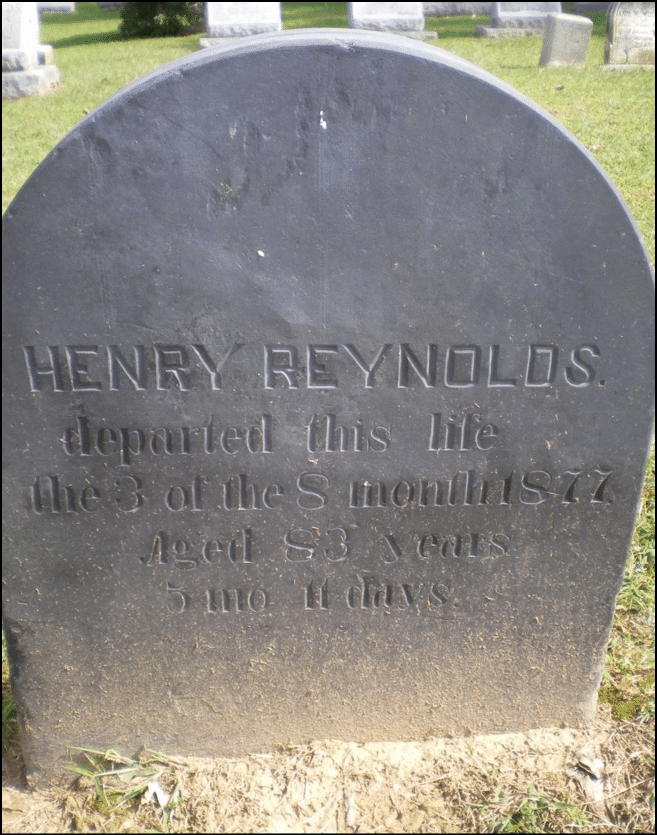 HENRY REYNOLDS.
departed this life
the 3 of the 8 month 1877.
Aged 83 years
5 mo 11 days.